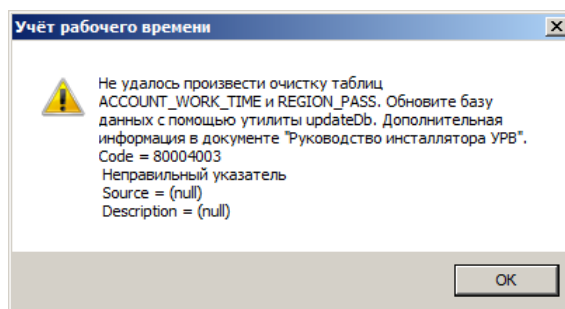 Учёт рабочего времени
Не удалось произвести очистку таблиц
ACCOUNT_WORK_TIME и REGION_PASS. Обновите базу
данных с помощью утилиты updateDb. Дополнительная
информация в документе "Руководство инсталлятора УРВ".
Code = 80004003
Неправильный указатель
Source = (null)
Description = (null)
OK